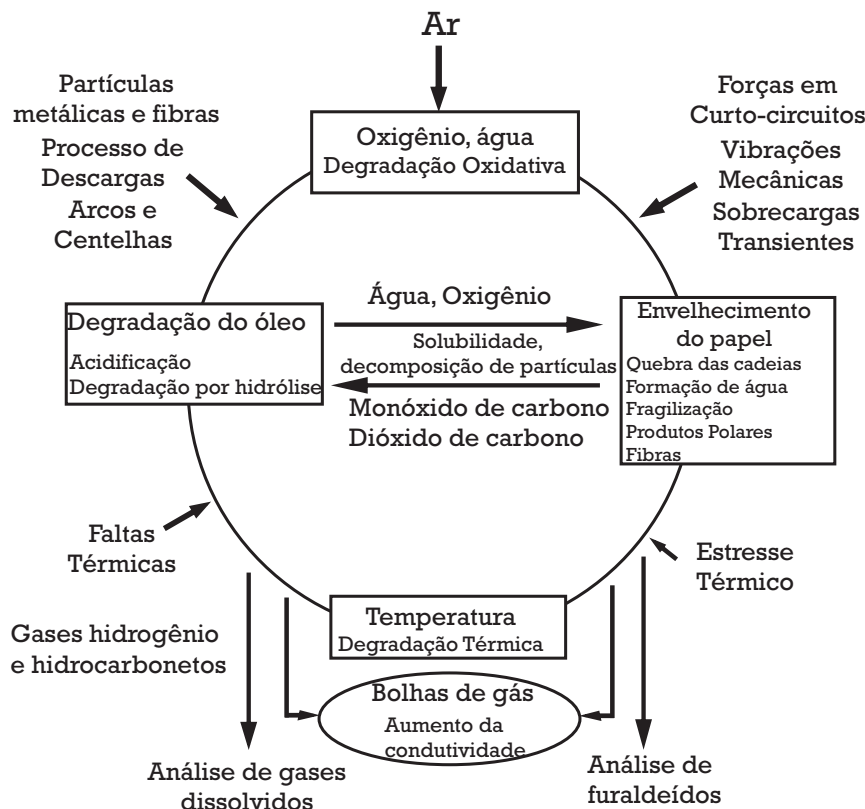 Ar
Partículas
metálicas e fibras
Processo de
Descargas
Arcos e
Centelhas
Oxigênio, água
Degradação Oxidativa
Forças em
Curto-circuitos
Vibrações
Mecânicas
Sobrecargas
Transientes
Degradação do óleo
Acidificação
Degradação por hidrólise
Água, Oxigênio
Solubilidade,
decomposição de partículas
Monóxido de carbono
Dióxido de carbono
Envelhecimento
do papel
Quebra das cadeias
Formação de água
Fragilização
Produtos Polares
Fibras
Faltas
Térmicas
Estresse
Térmico
Temperatura
Degradação Térmica
Gases hidrogênio
e hidrocarbonetos
Bolhas de gás
Aumento da
condutividade
Análise de gases
dissolvidos
Análise de
furaldeídos